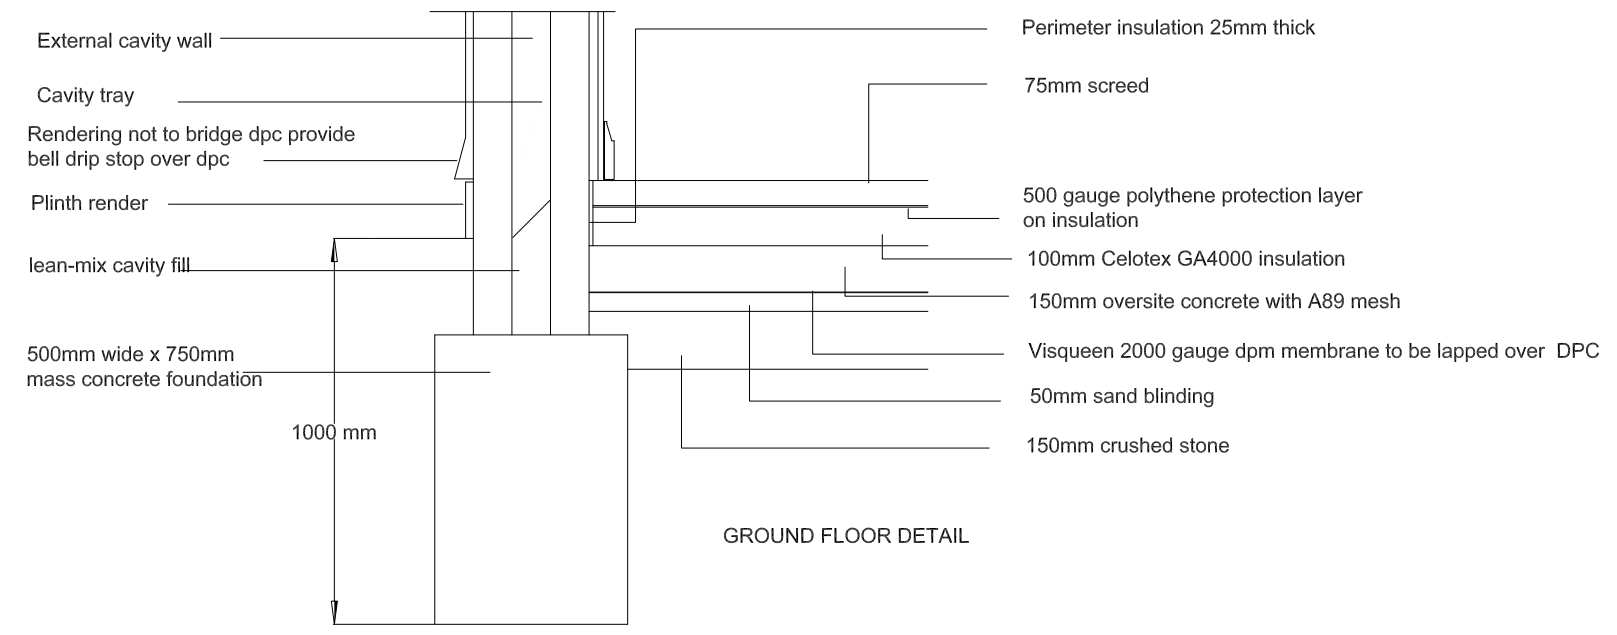 External cavity wall
Cavity tray
Rendering not to bridge dpc provide
bell drip stop over dpc
Plinth render
lean-mix cavity fill
500mm wide x 750mm
mass concrete foundation
1000 mm
Perimeter insulation 25mm thick
75mm screed
500 gauge polythene protection layer
on insulation
100mm Celotex GA4000 insulation
150mm oversite concrete with A89 mesh
Visqueen 2000 gauge dpm membrane to be lapped over DPC
50mm sand blinding
150mm crushed stone
GROUND FLOOR DETAIL